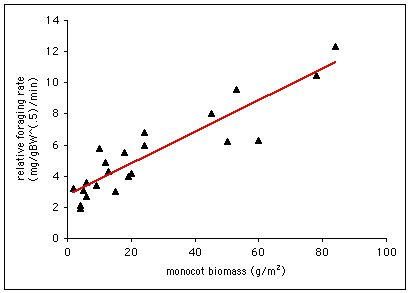 14
12
10
8
6
4
2
0
relative foraging rate
(mg/gBW^(.5)/min)
0 20 40 60 80 100
monocot biomass (g/m²)